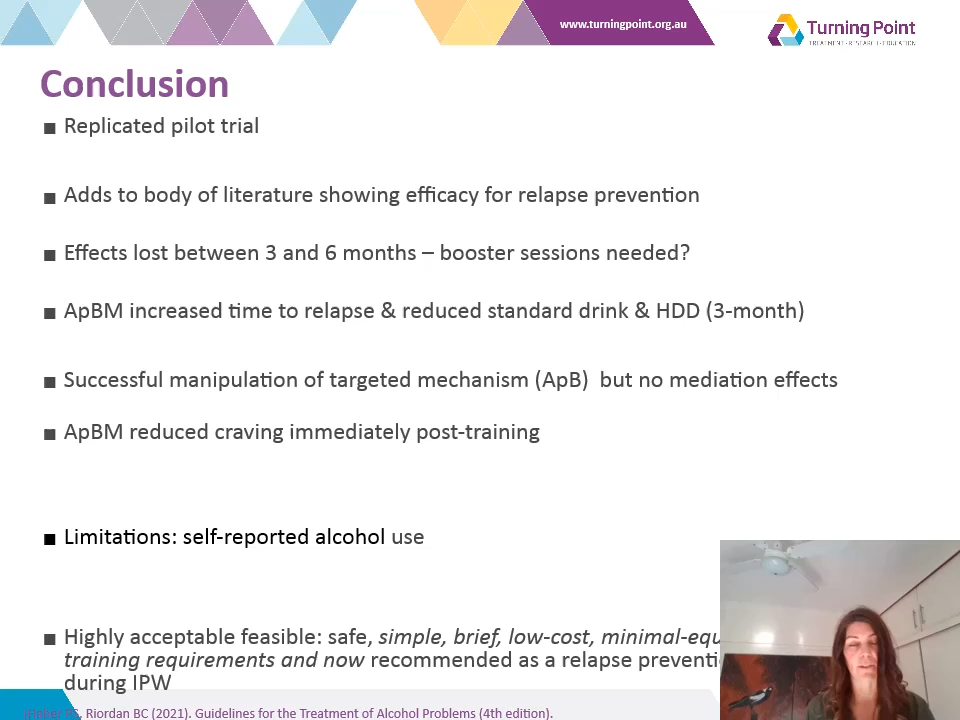 www.turningpoint.org.au
Turning Point
TREATMENT • RESEARCH • EDUCATION
Conclusion
■ Replicated pilot trial
■ Adds to body of literature showing efficacy for relapse prevention
■ Effects lost between 3 and 6 months – booster sessions needed?
■ ApBM increased time to relapse & reduced standard drink & HDD (3-month)
■ Successful manipulation of targeted mechanism (ApB) but no mediation effects
■ ApBM reduced craving immediately post-training
■ Limitations: self-reported alcohol use
■ Highly acceptable feasible: safe, simple, brief, low-cost, minimal-equ
training requirements and now recommended as a relapse preventi
during IPW
Riordan BC (2021). Guidelines for the Treatment of Alcohol Problems (4th edition).